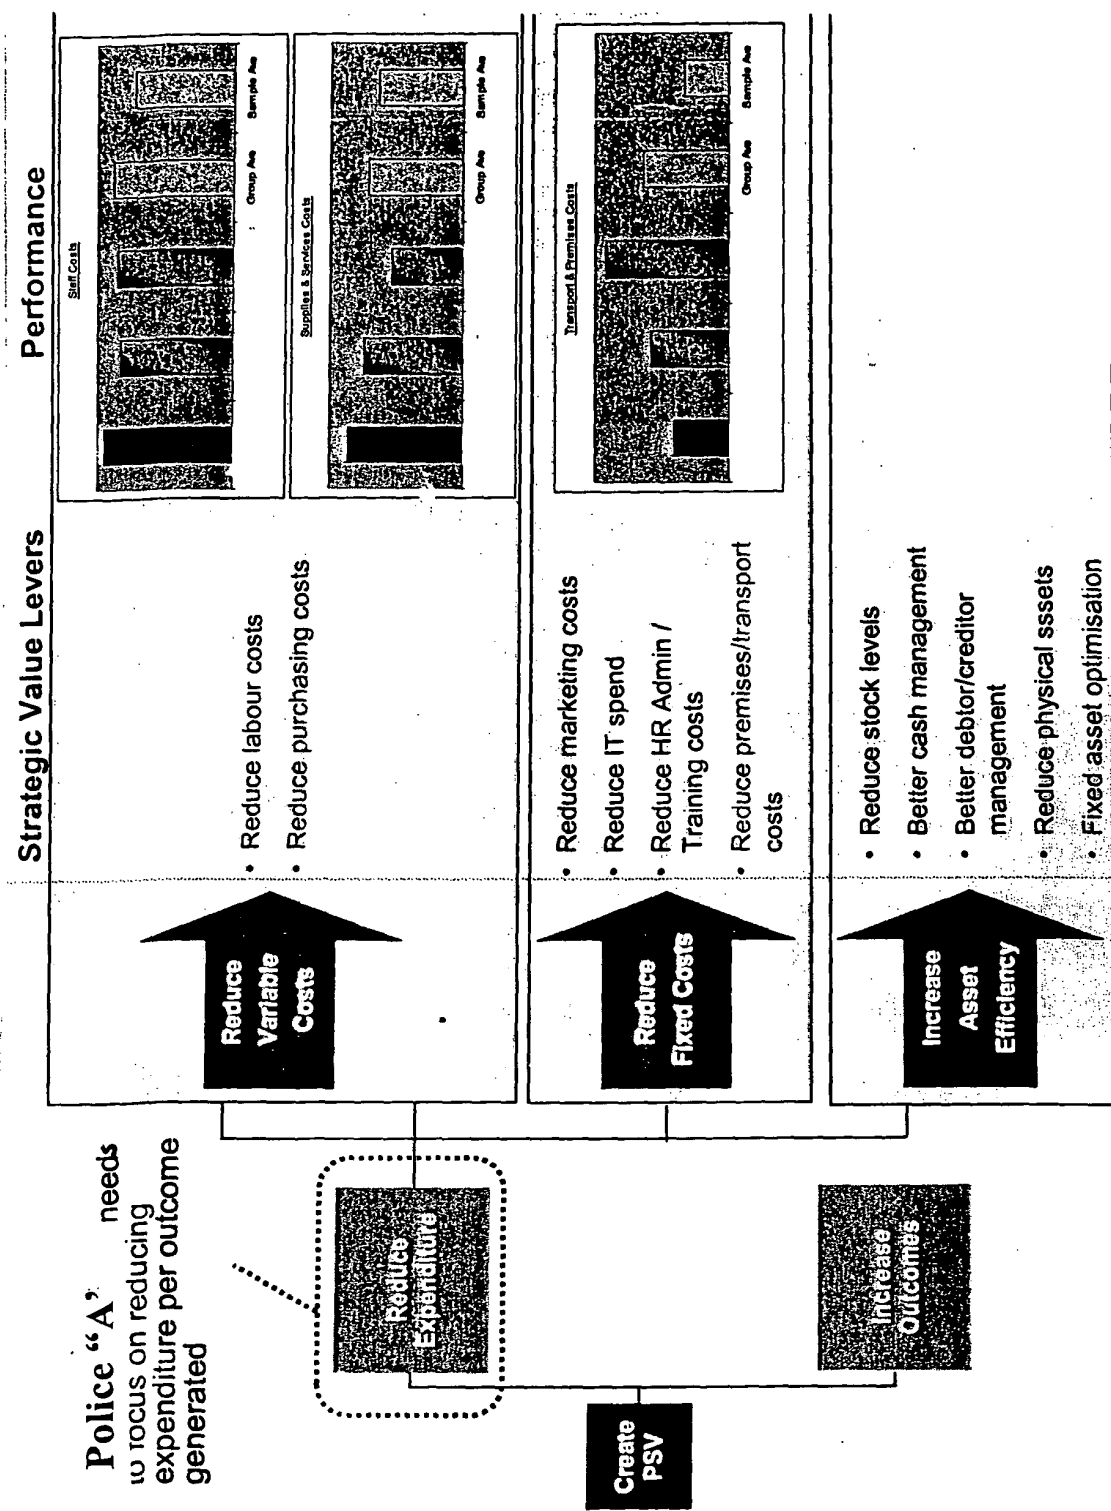 Strategic Value Levers
Performance
Police “A” needs
to focus on reducing
expenditure per outcome
generated
Create
PSV
Reduce
Expenditure
Increase
Outcomes
Reduce
Variable
Costs
• Reduce labour costs
• Reduce purchasing costs
Staff Costs
Group Ave
Sample Ave
Supplies & Services Costs
Group Ave
Sample Ave
Reduce
Fixed Costs
• Reduce marketing costs
• Reduce IT spend
• Reduce HR Admin /
Training costs
• Reduce premises/transport
costs
Transport & Premises Costs
Group Ave
Sample Ave
Increase
Asset
Efficiency
• Reduce stock levels
• Better cash management
• Better debtor/creditor
management
• Reduce physical sssets
• Fixed asset optimisation